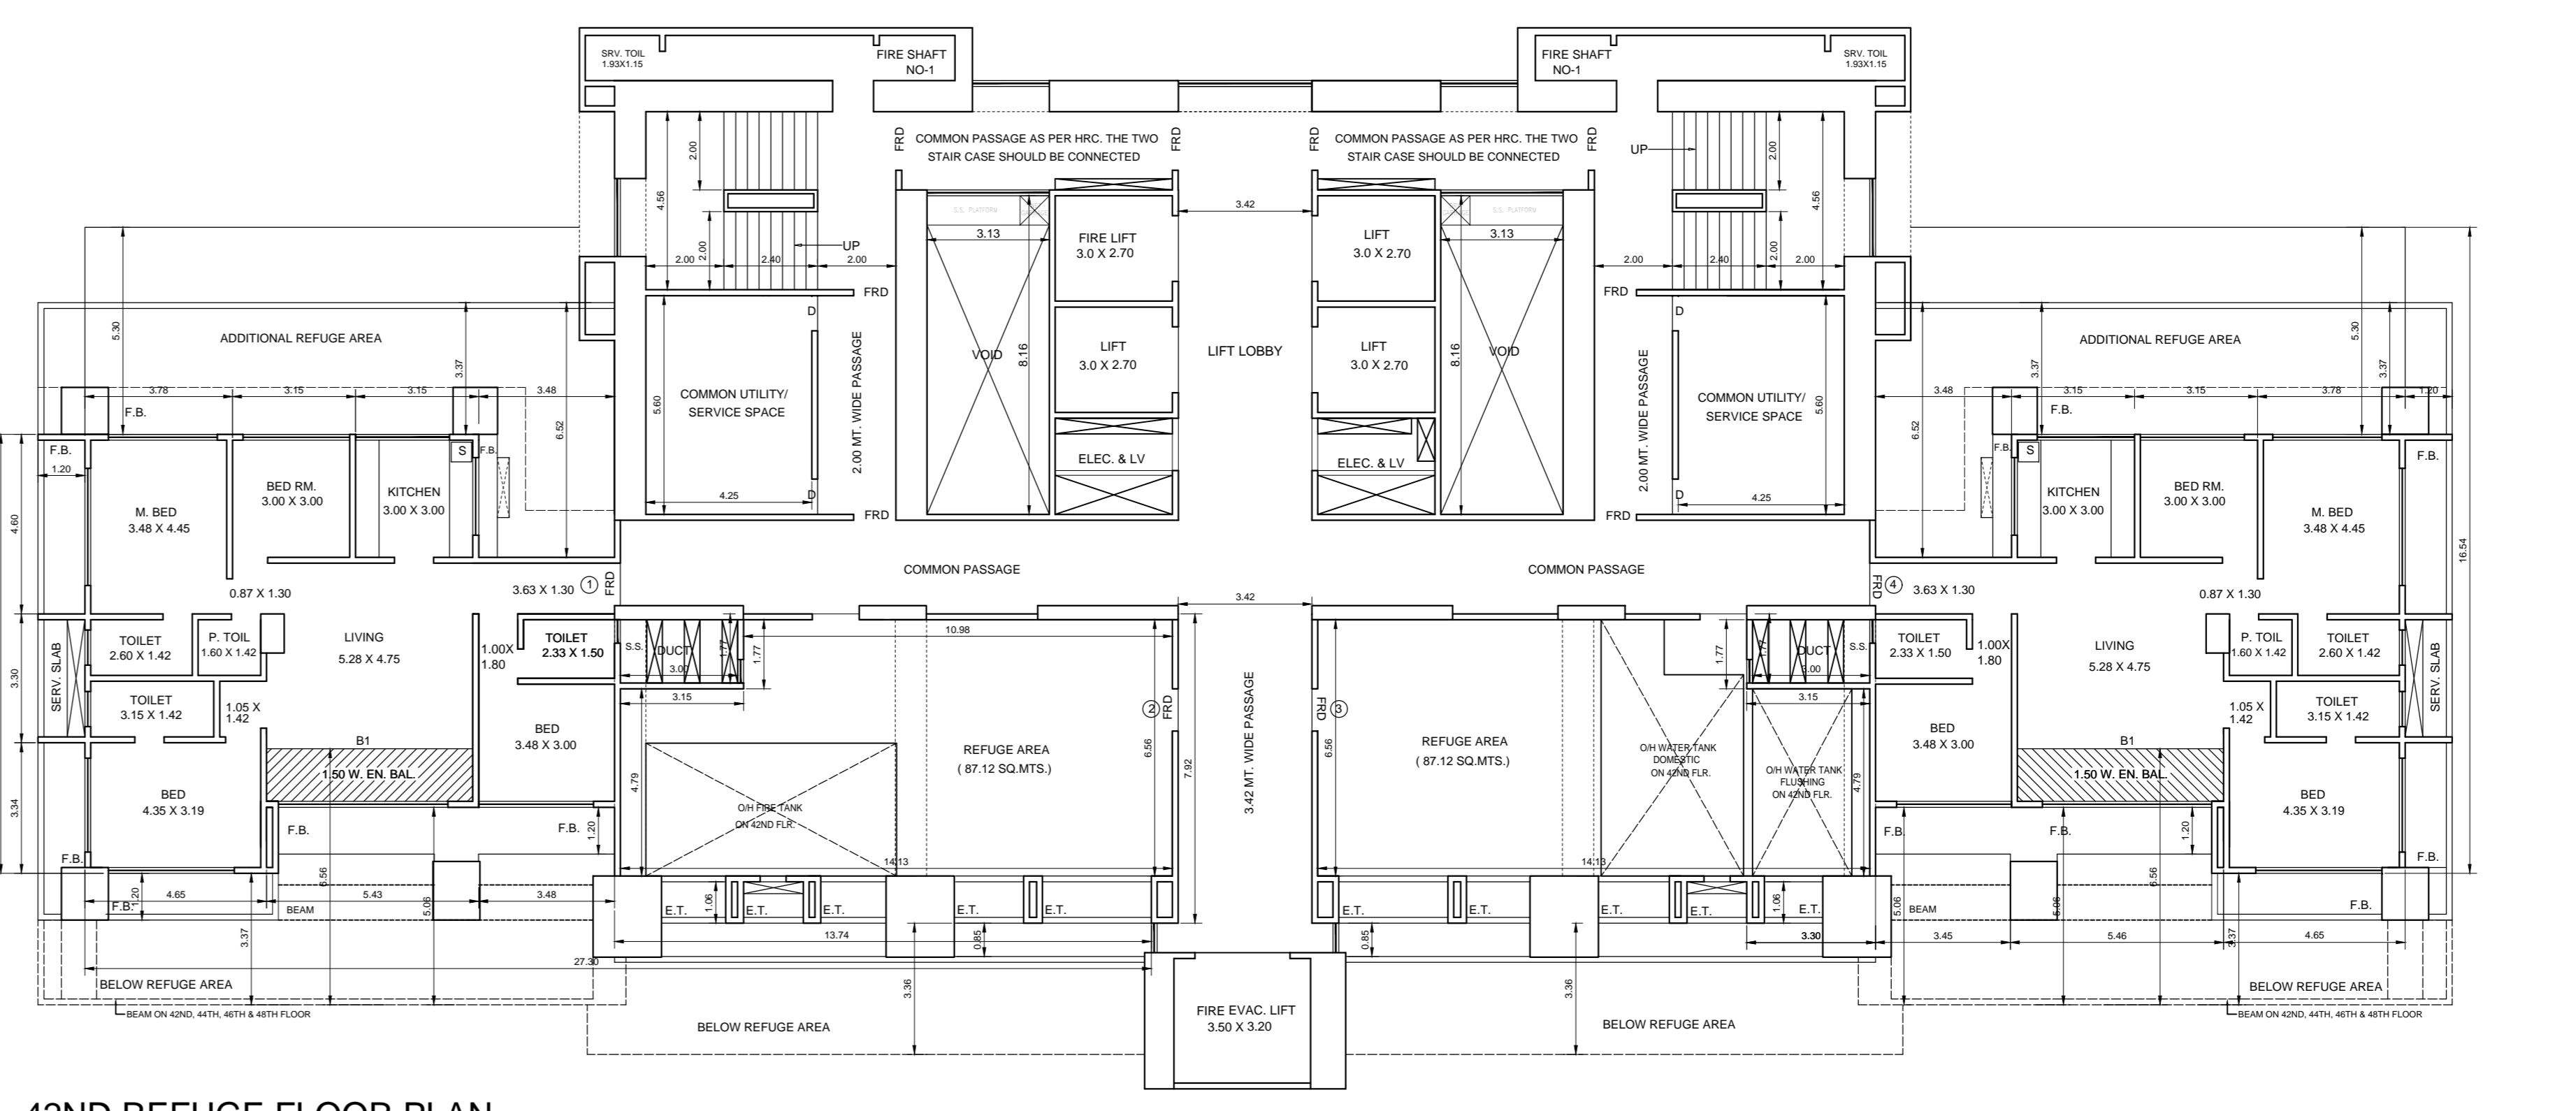 SRV. TOIL
1.93X1.15
FIRE SHAFT
NO-1
FIRE SHAFT
NO-1
SRV. TOIL
1.93X1.15
FRD
COMMON PASSAGE AS PER HRC. THE TWO
STAIR CASE SHOULD BE CONNECTED
FRD
FRD
COMMON PASSAGE AS PER HRC. THE TWO
STAIR CASE SHOULD BE CONNECTED
FRD
2.00
4.56
2.00
UP
2.00
2.40
2.00
FRD
S.S. PLATFORM
3.13
VOID
8.16
FIRE LIFT
3.0 X 2.70
LIFT
3.0 X 2.70
ELEC. & LV
3.42
LIFT LOBBY
LIFT
3.0 X 2.70
LIFT
3.0 X 2.70
ELEC. & LV
S.S. PLATFORM
3.13
VOID
8.16
UP
2.00
4.56
2.00
2.00
2.40
2.00
FRD
5.30
ADDITIONAL REFUGE AREA
3.37
6.52
3.78
3.15
3.15
3.48
F.B.
D
COMMON UTILITY/
SERVICE SPACE
5.60
4.25
D
2.00 MT. WIDE PASSAGE
FRD
2.00 MT. WIDE PASSAGE
FRD
D
COMMON UTILITY/
SERVICE SPACE
5.60
4.25
D
ADDITIONAL REFUGE AREA
5.30
3.37
3.37
6.52
3.48
3.15
3.15
3.78
1.20
F.B.
16.54
F.B.
1.20
4.60
M. BED
3.48 X 4.45
BED RM.
3.00 X 3.00
KITCHEN
3.00 X 3.00
S
F.B.
F.B.
S
KITCHEN
3.00 X 3.00
BED RM.
3.00 X 3.00
M. BED
3.48 X 4.45
F.B.
0.87 X 1.30
3.63 X 1.30
1
FRD
COMMON PASSAGE
COMMON PASSAGE
3.42
FRD
4
3.63 X 1.30
0.87 X 1.30
3.30
SERV. SLAB
TOILET
2.60 X 1.42
P. TOIL
1.60 X 1.42
LIVING
5.28 X 4.75
1.00X
1.80
TOILET
2.33 X 1.50
S.S.
DUCT
3.00
1.77
1.77
3.15
10.98
TOILET
3.15 X 1.42
1.05 X
1.42
B1
1.50 W. EN. BAL.
BED
3.48 X 3.00
BED
4.35 X 3.19
3.34
4.79
O/H FIRE TANK
ON 42ND FLR.
REFUGE AREA
( 87.12 SQ.MTS.)
2
FRD
6.56
7.92
14.13
3.42 MT. WIDE PASSAGE
FRD
3
6.56
REFUGE AREA
( 87.12 SQ.MTS.)
14.13
O/H WATER TANK
DOMESTIC
ON 42ND FLR.
O/H WATER TANK
FLUSHING
ON 42ND FLR.
4.79
1.77
1.77
DUCT
3.00
S.S.
3.15
TOILET
2.33 X 1.50
1.00X
1.80
LIVING
5.28 X 4.75
P. TOIL
1.60 X 1.42
TOILET
2.60 X 1.42
SERV. SLAB
1.05 X
1.42
TOILET
3.15 X 1.42
BED
3.48 X 3.00
B1
1.50 W. EN. BAL.
BED
4.35 X 3.19
F.B.
F.B.
F.B.
1.20
1.20
F.B.
4.65
5.43
3.48
BEAM
6.56
5.06
3.37
E.T.
1.06
E.T.
E.T.
E.T.
E.T.
13.74
0.85
27.30
3.36
E.T.
E.T.
E.T.
E.T.
1.06
0.85
3.36
3.30
F.B.
F.B.
1.20
F.B.
F.B.
BEAM
5.06
5.06
6.56
3.37
3.45
5.46
4.65
BELOW REFUGE AREA
BEAM ON 42ND, 44TH, 46TH & 48TH FLOOR
BELOW REFUGE AREA
FIRE EVAC. LIFT
3.50 X 3.20
BELOW REFUGE AREA
BELOW REFUGE AREA
BEAM ON 42ND, 44TH, 46TH & 48TH FLOOR
42ND REFUGE FLOOR PLAN